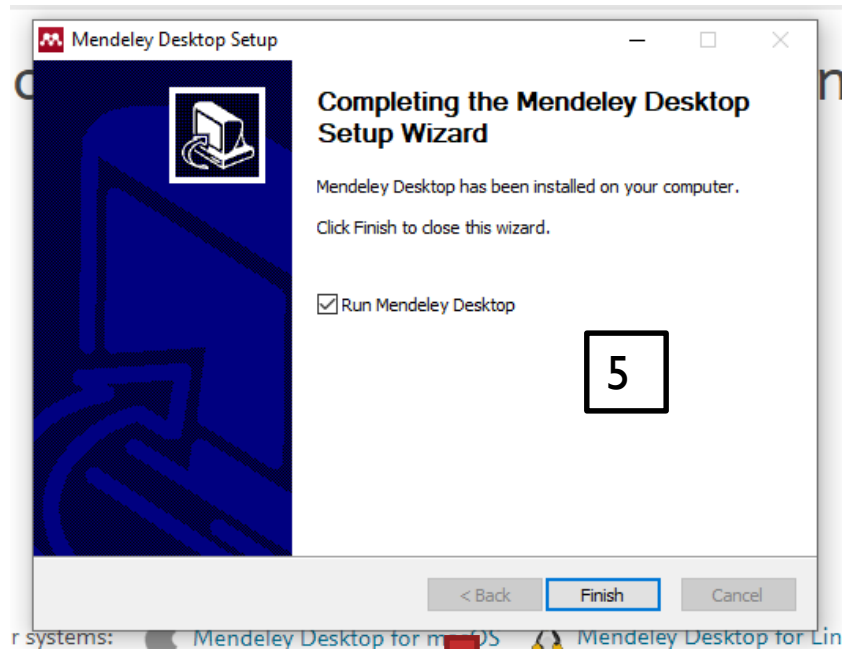 Mendeley Desktop Setup
Completing the Mendeley Desktop
Setup Wizard
Mendeley Desktop has been installed on your computer.
Click Finish to close this wizard.
Run Mendeley Desktop
5
< Back Finish Cancel
r systems: Mendeley Desktop for Mendeley Desktop for Lin